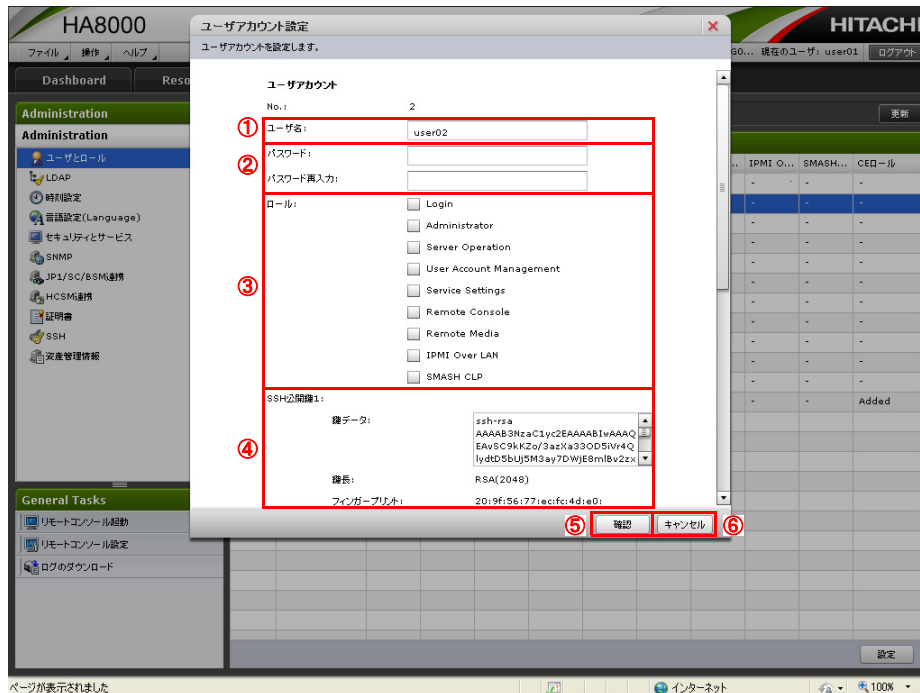 HA8000
HITACHI
ファイル 操作 ヘルプ
現在のユーザ: user01 ログアウト
Dashboard
Reso
ユーザアカウント設定
ユーザアカウントを設定します。
ユーザアカウント
No.: 2
① ユーザ名: user02
② パスワード:
パスワード再入力:
③ ロール:
Login
Administrator
Server Operation
User Account Management
Service Settings
Remote Console
Remote Media
IPMI Over LAN
SMASH CLP
④ SSH公開鍵1:
鍵データ:
ssh-rsa
AAAAB3NzaC1yc2EAAAABIwAAAQ
EAvSC9kKZo/3azXa33OD5iVr4Q
lydtD5bUj5M3ay7DWjE8mlBv2zx
鍵長: RSA(2048)
フィンガープリント: 20:9f:56:77:ec:fc:4d:e0:
⑤ 確認 キャンセル ⑥
Administration
Administration
ユーザとロール
LDAP
時刻設定
言語設定(Language)
セキュリティとサービス
SNMP
JP1/SC/BSM連携
HCSM連携
証明書
SSH
資産管理情報
General Tasks
リモートコンソール起動
リモートコンソール設定
ログのダウンロード
更新
IPMI O... SMASH... CEロール
- - -
- - -
- - -
- - -
- - -
- - -
- - -
- - -
- - -
- - -
- - -
- - Added
設定
ページが表示されました
インターネット
100%